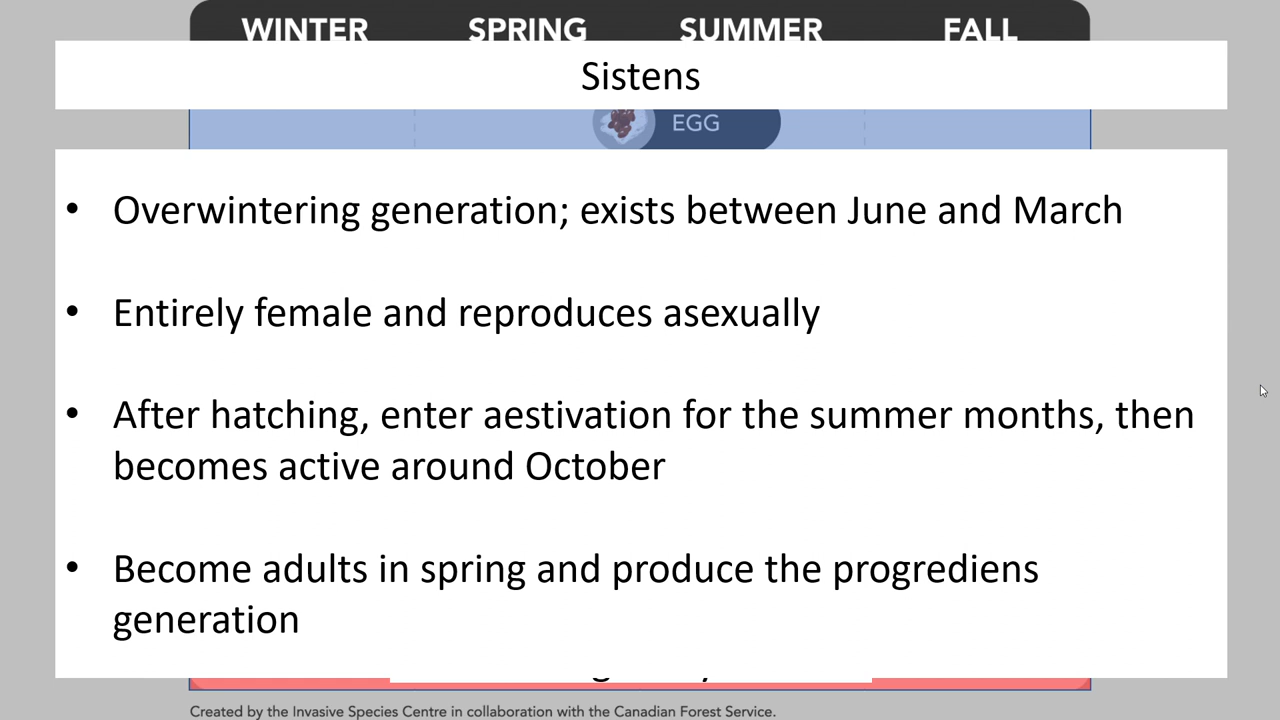 WINTER SPRING SUMMER FALL
Sistens
EGG
• Overwintering generation; exists between June and March
• Entirely female and reproduces asexually
• After hatching, enter aestivation for the summer months, then
becomes active around October
• Become adults in spring and produce the progrediens
generation
Created by the Invasive Species Centre in collaboration with the Canadian Forest Service.